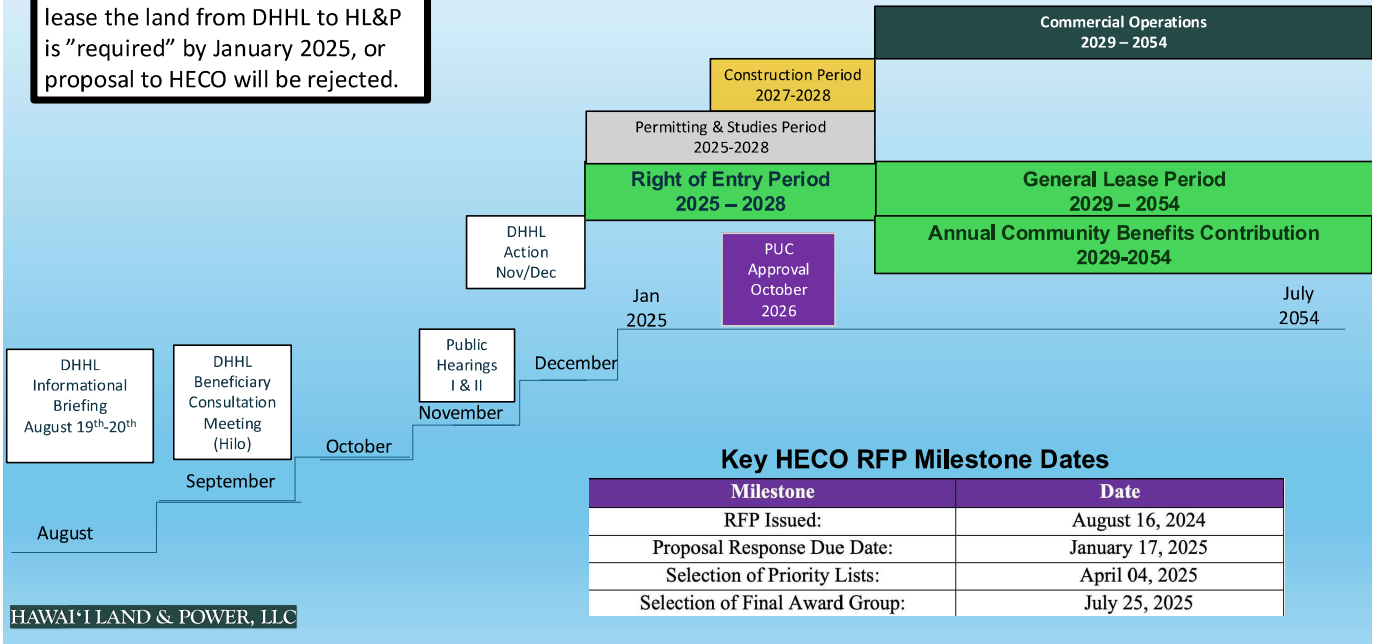 lease the land from DHHL to HL&P
is ”required” by January 2025, or
proposal to HECO will be rejected.
Commercial Operations
2029 – 2054
Construction Period
2027-2028
Permitting & Studies Period
2025-2028
Right of Entry Period
2025 – 2028
General Lease Period
2029 – 2054
Annual Community Benefits Contribution
2029-2054
DHHL
Action
Nov/Dec
PUC
Approval
October
2026
Jan
2025
July
2054
DHHL
Informational
Briefing
August 19th-20th
DHHL
Beneficiary
Consultation
Meeting
(Hilo)
Public
Hearings
I & II
December
November
October
September
August
Key HECO RFP Milestone Dates
Milestone Date
RFP Issued: August 16, 2024
Proposal Response Due Date: January 17, 2025
Selection of Priority Lists: April 04, 2025
Selection of Final Award Group: July 25, 2025
HAWAIʻI LAND & POWER, LLC